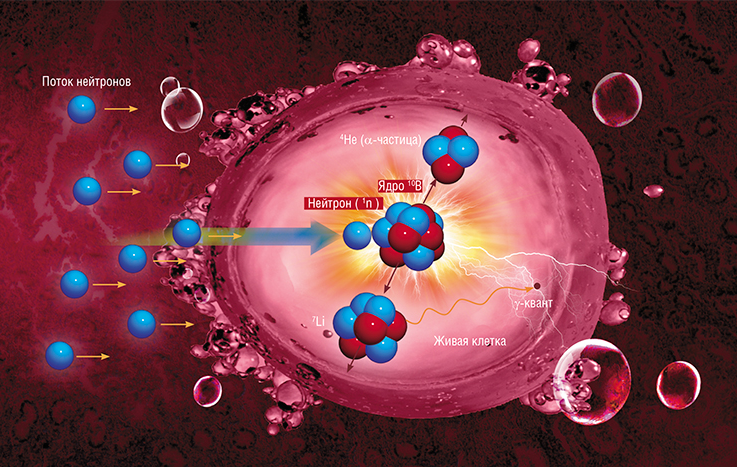 Поток нейтронов
⁴He (α-частица)
Ядро ¹⁰B
Нейтрон (¹n)
⁷Li
γ-квант
Живая клетка